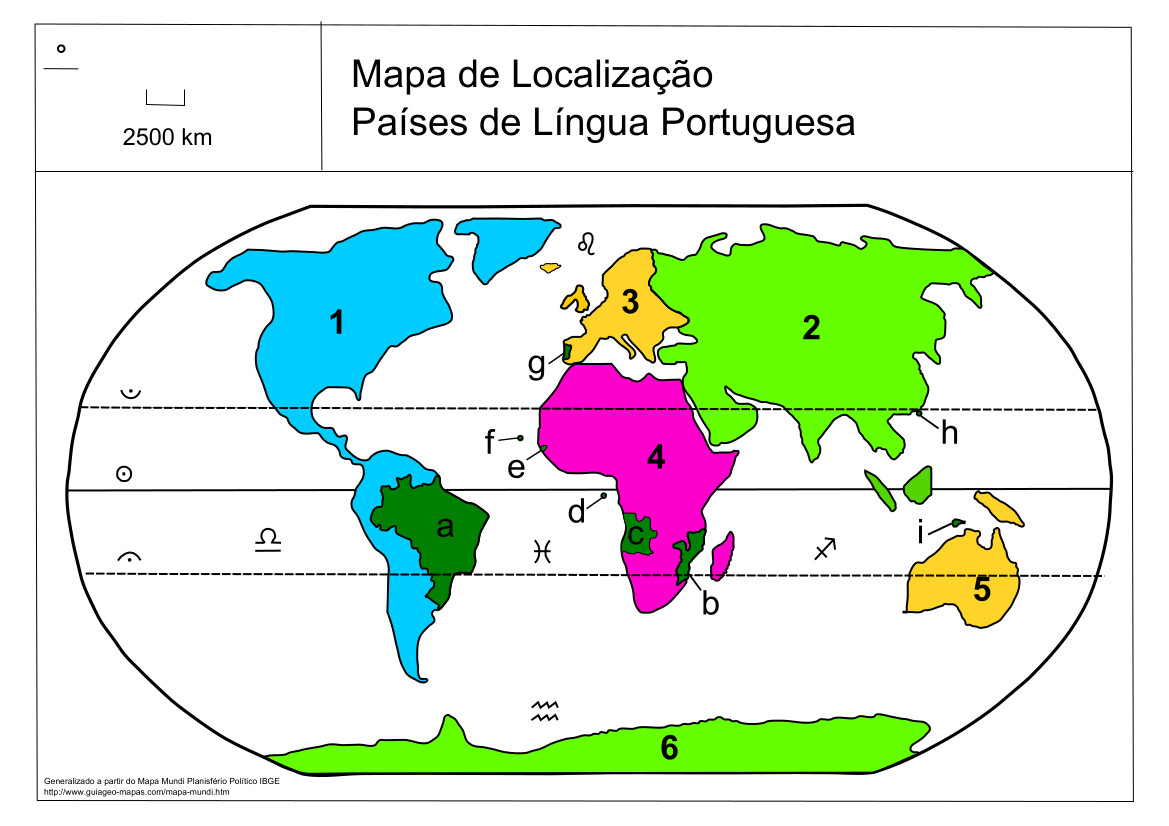 Mapa de Localização
Países de Língua Portuguesa
2500 km
♌
1
3
2
g
f
e
h
4
d
a
c
i
♎
♓
♐
b
5
♒
6
Generalizado a partir do Mapa Mundi Planisfério Político IBGE
http://www.guiageo-mapas.com/mapa-mundi.htm